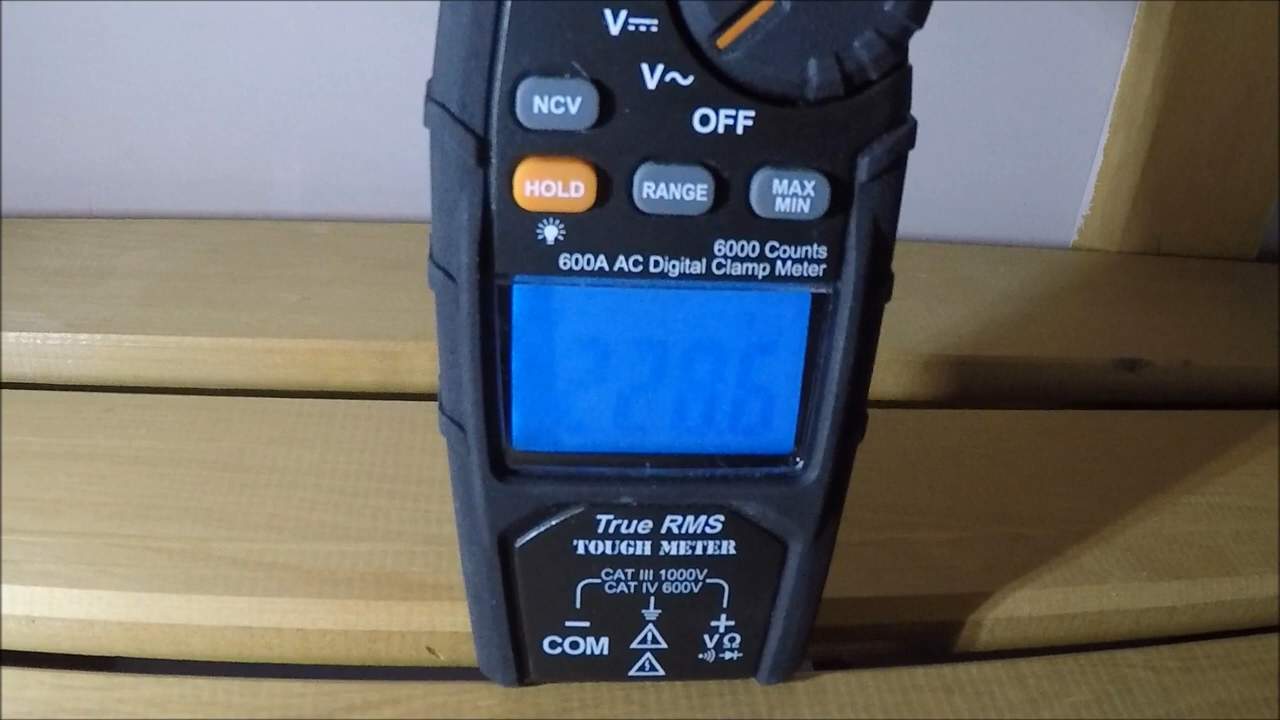 V⎓
V~
OFF
NCV
HOLD
RANGE
MAX
MIN
6000 Counts
600A AC Digital Clamp Meter
True RMS
TOUGH METER
CAT III 1000V
CAT IV 600V
− +
COM VΩ